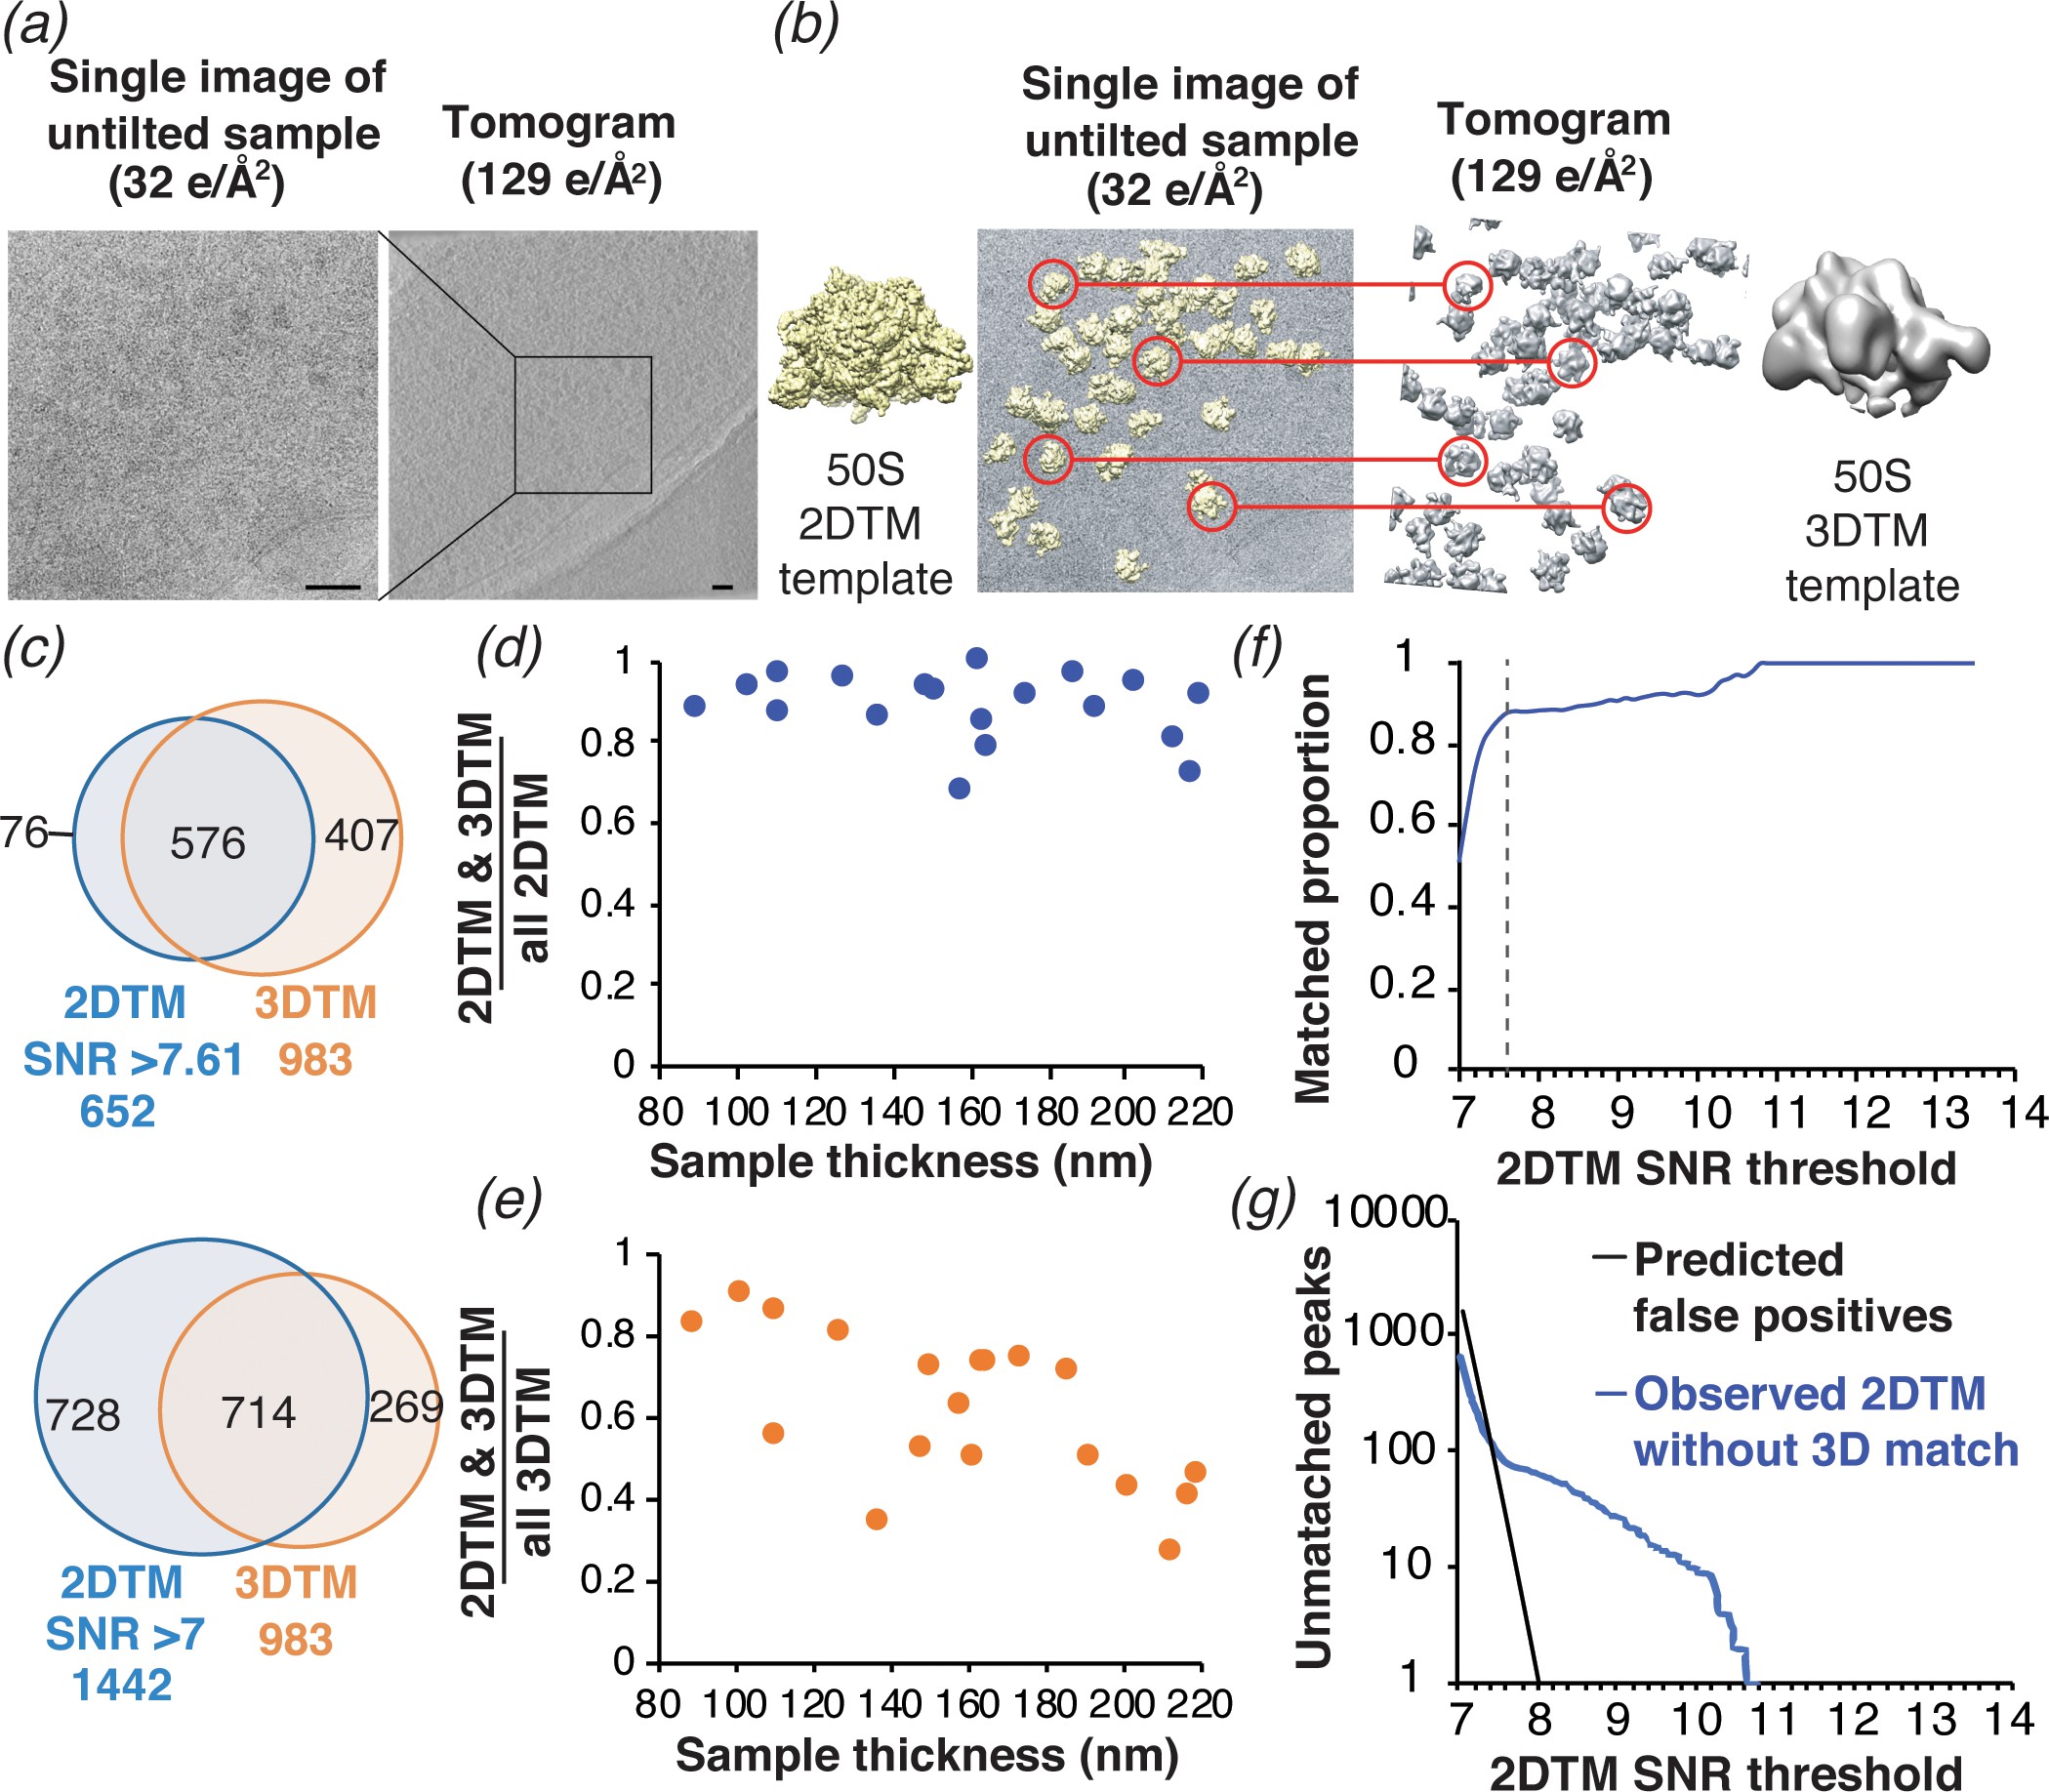 (a)
Single image of
untilted sample
(32 e/Å²)
Tomogram
(129 e/Å²)
(b)
Single image of
untilted sample
(32 e/Å²)
Tomogram
(129 e/Å²)
50S
2DTM
template
50S
3DTM
template
(c)
76
576
407
2DTM
SNR >7.61
652
3DTM
983
728
714
269
2DTM
SNR >7
1442
3DTM
983
(d)
2DTM & 3DTM
all 2DTM
1
0.8
0.6
0.4
0.2
0
80 100 120 140 160 180 200 220
Sample thickness (nm)
(e)
2DTM & 3DTM
all 3DTM
1
0.8
0.6
0.4
0.2
0
80 100 120 140 160 180 200 220
Sample thickness (nm)
(f)
Matched proportion
1
0.8
0.6
0.4
0.2
0
7 8 9 10 11 12 13 14
2DTM SNR threshold
(g)
Unmatached peaks
10000
1000
100
10
1
Predicted
false positives
Observed 2DTM
without 3D match
7 8 9 10 11 12 13 14
2DTM SNR threshold